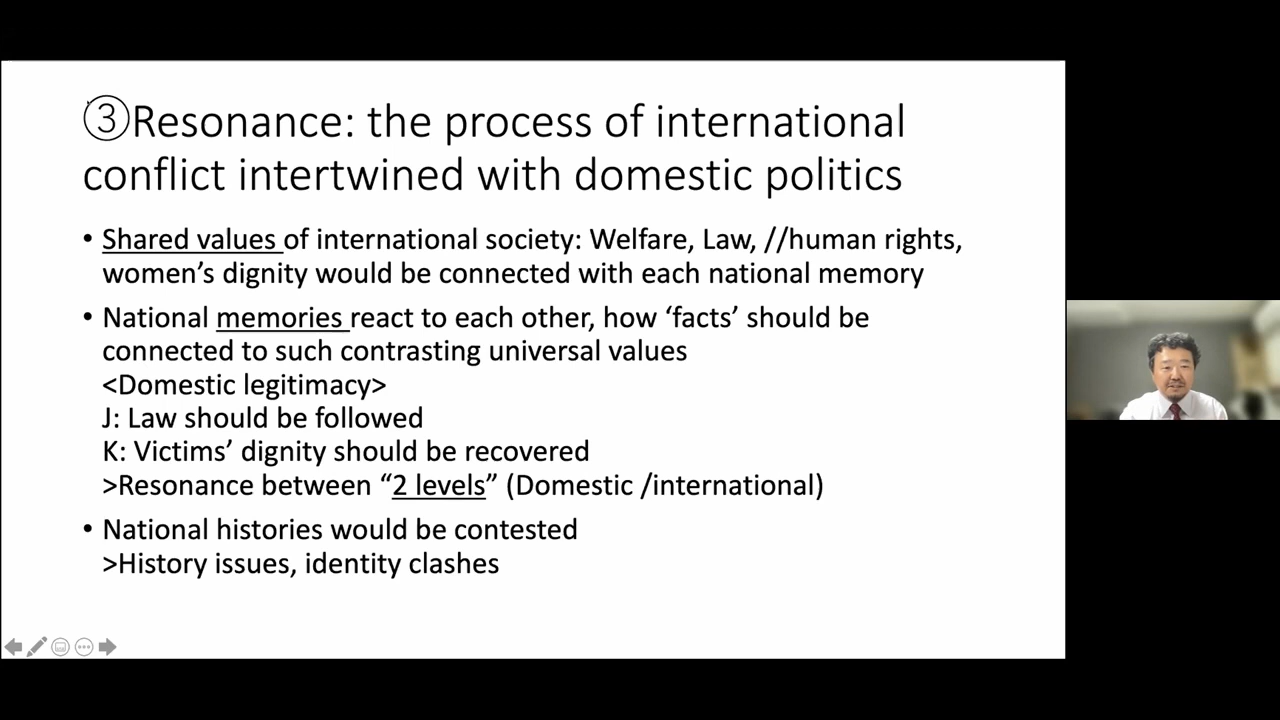 ③Resonance: the process of international
conflict intertwined with domestic politics
• Shared values of international society: Welfare, Law, //human rights,
women’s dignity would be connected with each national memory
• National memories react to each other, how ‘facts’ should be
connected to such contrasting universal values
<Domestic legitimacy>
J: Law should be followed
K: Victims’ dignity should be recovered
>Resonance between “2 levels” (Domestic /international)
• National histories would be contested
>History issues, identity clashes